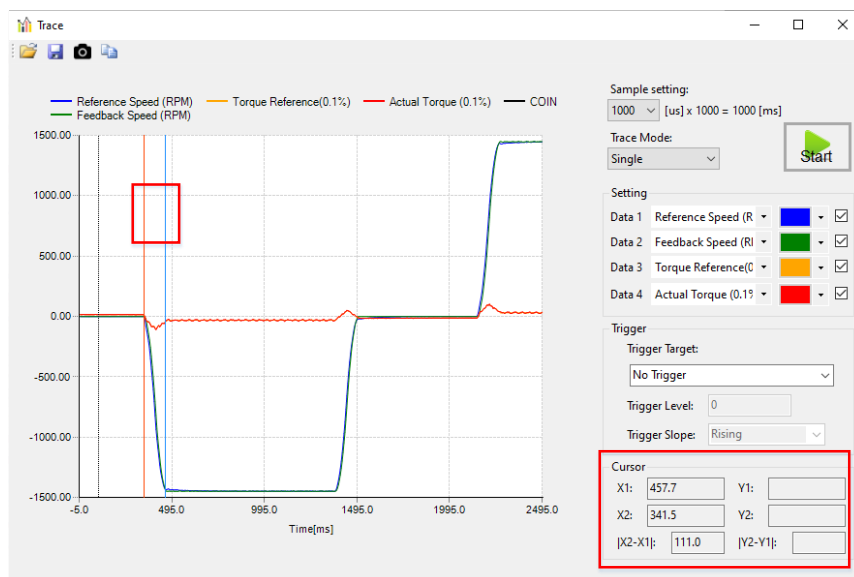 Trace
Reference Speed (RPM) Torque Reference(0.1%) Actual Torque (0.1%) COIN
Feedback Speed (RPM)
1500.00
1000.00
500.00
0.00
-500.00
-1000.00
-1500.00
-5.0 495.0 995.0 1495.0 1995.0 2495.0
Time[ms]
Sample setting:
1000 [us] x 1000 = 1000 [ms]
Trace Mode:
Single
Start
Setting
Data 1 Reference Speed (R
Data 2 Feedback Speed (RI
Data 3 Torque Reference(0
Data 4 Actual Torque (0.1°
Trigger
Trigger Target:
No Trigger
Trigger Level: 0
Trigger Slope: Rising
Cursor
X1: 457.7 Y1:
X2: 341.5 Y2:
|X2-X1|: 111.0 |Y2-Y1|: